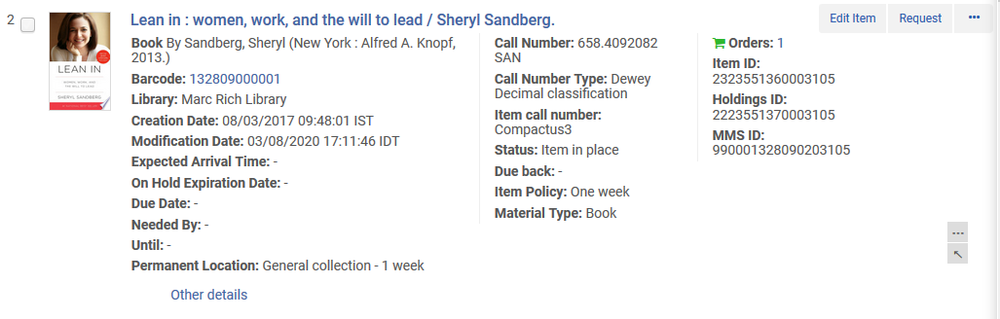 2
Lean in : women, work, and the will to lead / Sheryl Sandberg.
Edit Item
Request
LEAN IN
SHERYL SANDBERG
Book By Sandberg, Sheryl (New York : Alfred A. Knopf,
2013.)
Barcode: 132809000001
Library: Marc Rich Library
Creation Date: 08/03/2017 09:48:01 IST
Modification Date: 03/08/2020 17:11:46 IDT
Expected Arrival Time: -
On Hold Expiration Date: -
Due Date: -
Needed By: -
Until: -
Permanent Location: General collection - 1 week
Other details
Call Number: 658.4092082
SAN
Call Number Type: Dewey
Decimal classification
Item call number:
Compactus3
Status: Item in place
Due back: -
Item Policy: One week
Material Type: Book
Orders: 1
Item ID:
2323551360003105
Holdings ID:
2223551370003105
MMS ID:
990001328090203105